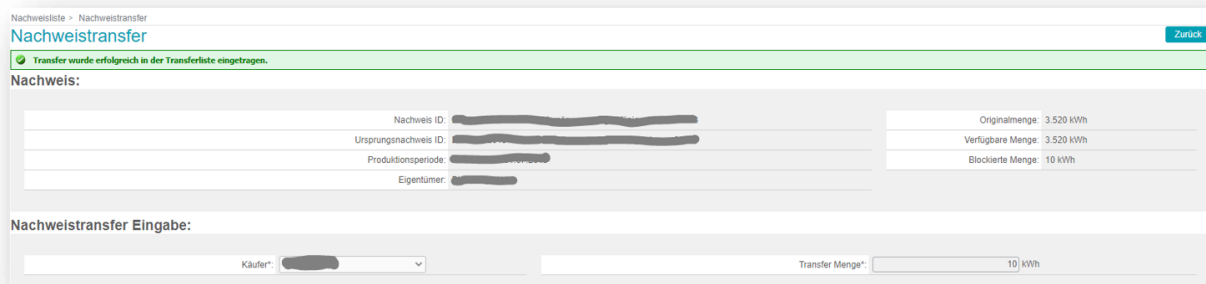 Nachweisliste > Nachweistransfer
Nachweistransfer
Zurück
Transfer wurde erfolgreich in der Transferliste eingetragen.
Nachweis:
Nachweis ID:
Originalmenge: 3.520 kWh
Ursprungsnachweis ID:
Verfügbare Menge: 3.520 kWh
Produktionsperiode:
Blockierte Menge: 10 kWh
Eigentümer:
Nachweistransfer Eingabe:
Käufer*:
Transfer Menge*: 10 kWh